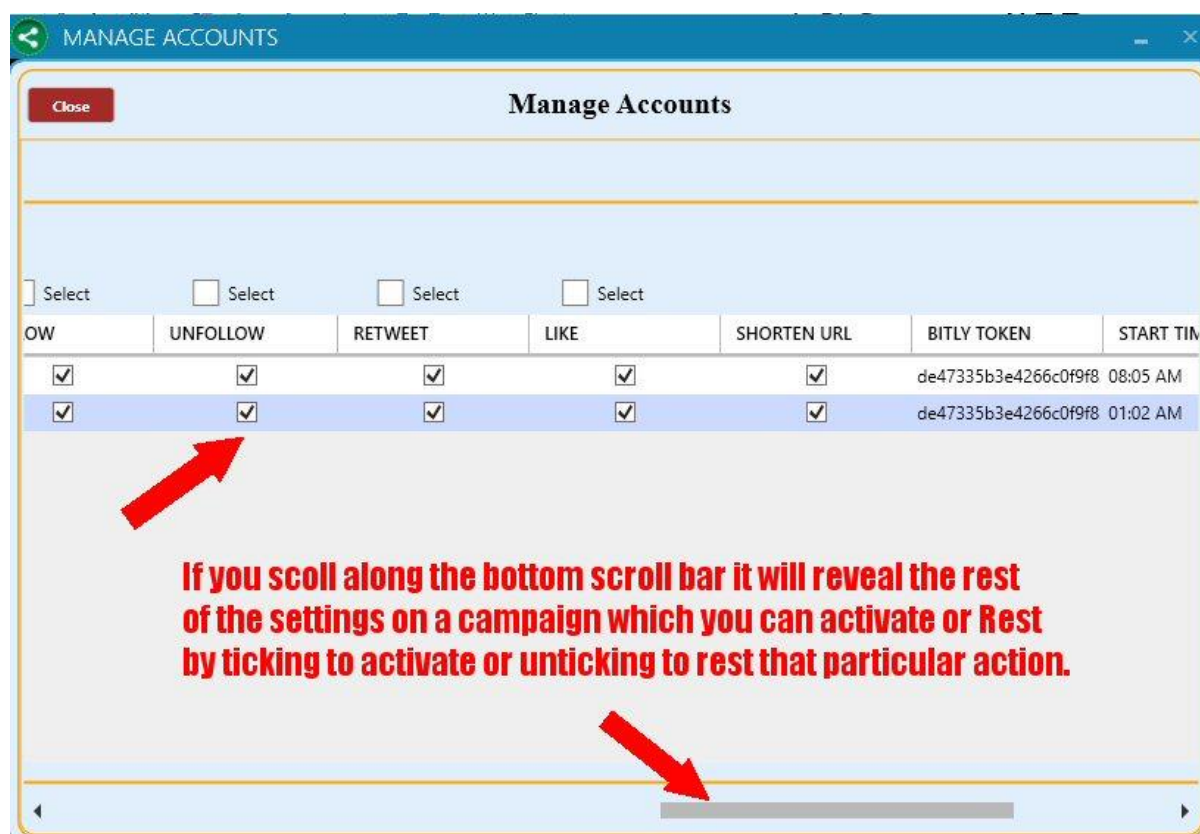 MANAGE ACCOUNTS
Close
Manage Accounts
Select Select Select Select
OW UNFOLLOW RETWEET LIKE SHORTEN URL BITLY TOKEN START TIM
de47335b3e4266c0f9f8 08:05 AM
de47335b3e4266c0f9f8 01:02 AM
If you scoll along the bottom scroll bar it will reveal the rest
of the settings on a campaign which you can activate or Rest
by ticking to activate or unticking to rest that particular action.